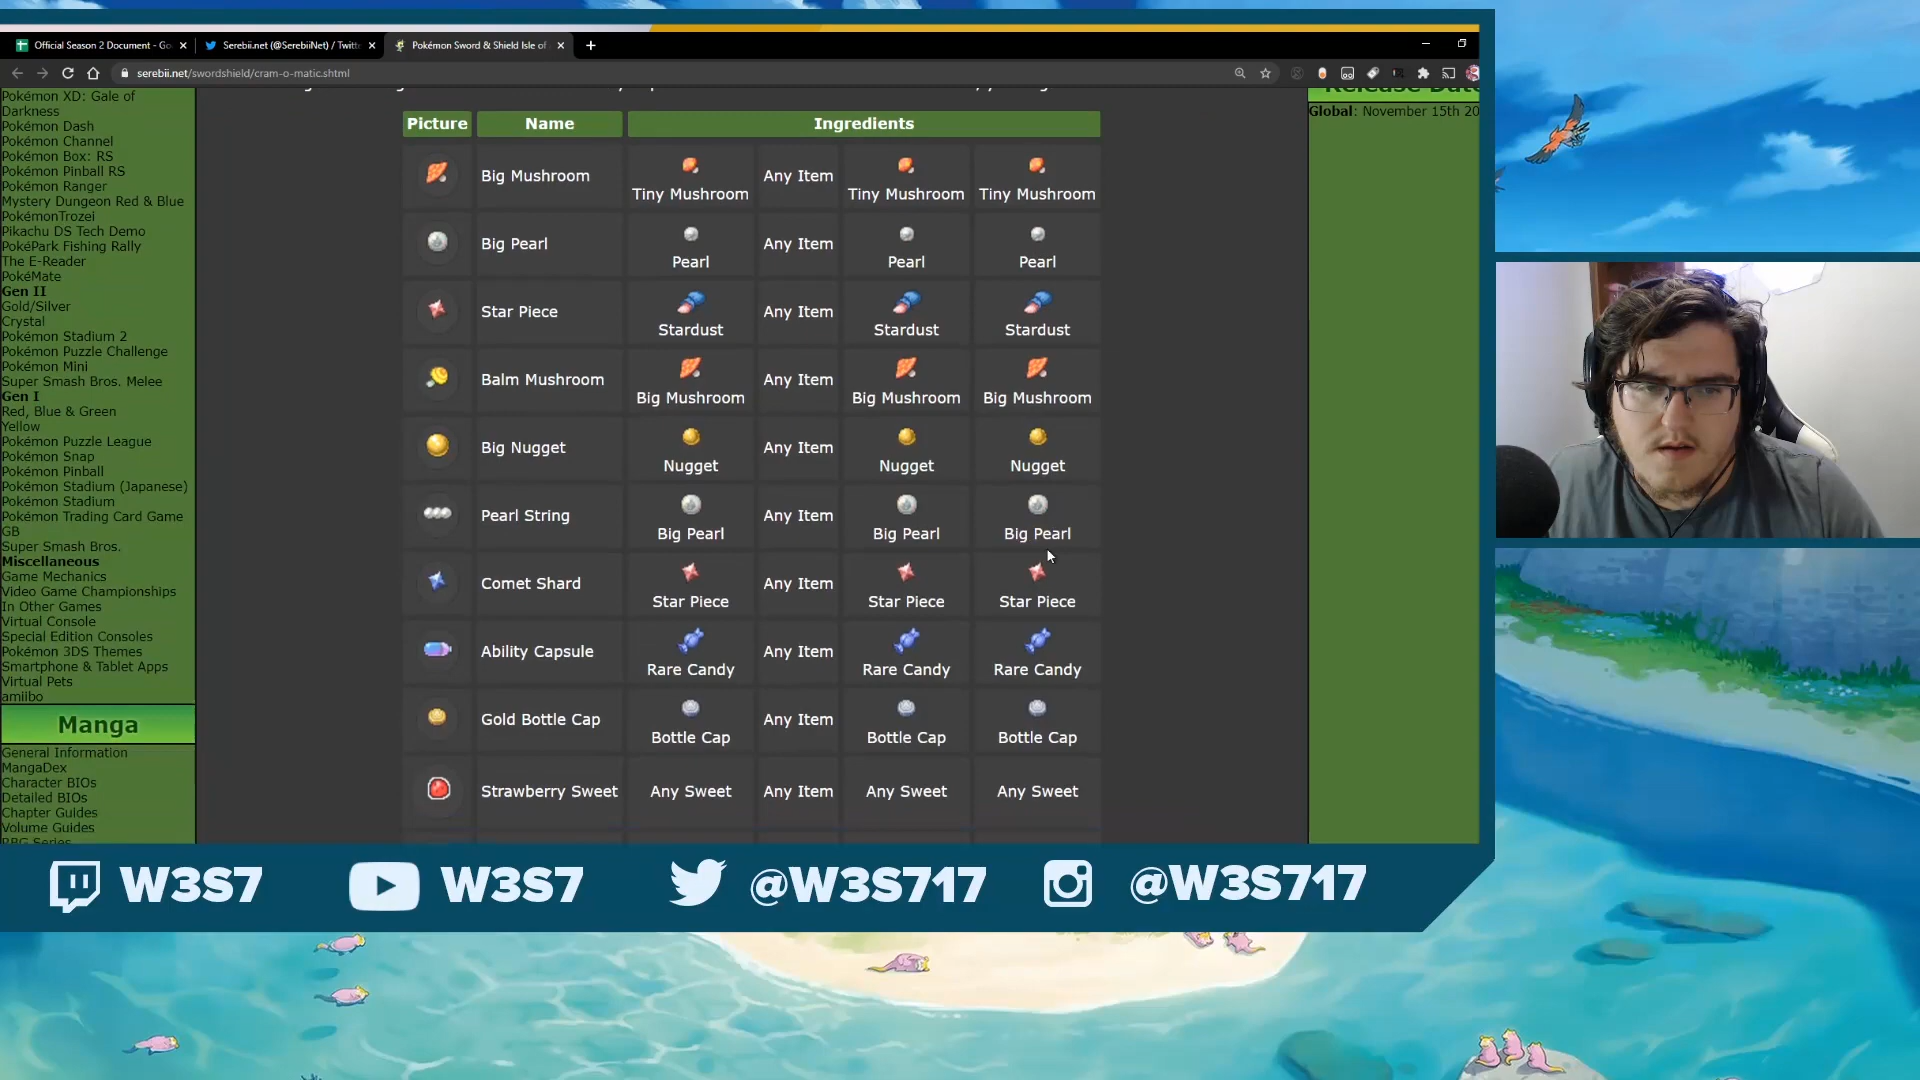 Official Season 2 Document - Go
Serebii.net (@SerebiiNet) / Twitt
Pokémon Sword & Shield Isle of
serebii.net/swordshield/cram-o-matic.shtml
Pokémon XD: Gale of
Darkness
Pokémon Dash
Pokémon Channel
Pokémon Box: RS
Pokémon Pinball RS
Pokémon Ranger
Mystery Dungeon Red & Blue
PokémonTrozei
Pikachu DS Tech Demo
PokéPark Fishing Rally
The E-Reader
PokéMate
Gen II
Gold/Silver
Crystal
Pokémon Stadium 2
Pokémon Puzzle Challenge
Pokémon Mini
Super Smash Bros. Melee
Gen I
Red, Blue & Green
Yellow
Pokémon Puzzle League
Pokémon Snap
Pokémon Pinball
Pokémon Stadium (Japanese)
Pokémon Stadium
Pokémon Trading Card Game
GB
Super Smash Bros.
Miscellaneous
Game Mechanics
Video Game Championships
In Other Games
Virtual Console
Special Edition Consoles
Pokémon 3DS Themes
Smartphone & Tablet Apps
Virtual Pets
amiibo
Manga
General Information
MangaDex
Character BIOs
Detailed BIOs
Chapter Guides
Volume Guides
RBG Series
Picture Name Ingredients
Big Mushroom Tiny Mushroom Any Item Tiny Mushroom Tiny Mushroom
Big Pearl Pearl Any Item Pearl Pearl
Star Piece Stardust Any Item Stardust Stardust
Balm Mushroom Big Mushroom Any Item Big Mushroom Big Mushroom
Big Nugget Nugget Any Item Nugget Nugget
Pearl String Big Pearl Any Item Big Pearl Big Pearl
Comet Shard Star Piece Any Item Star Piece Star Piece
Ability Capsule Rare Candy Any Item Rare Candy Rare Candy
Gold Bottle Cap Bottle Cap Any Item Bottle Cap Bottle Cap
Strawberry Sweet Any Sweet Any Item Any Sweet Any Sweet
Release Date
Global: November 15th 20
W3S7 W3S7 @W3S717 @W3S717